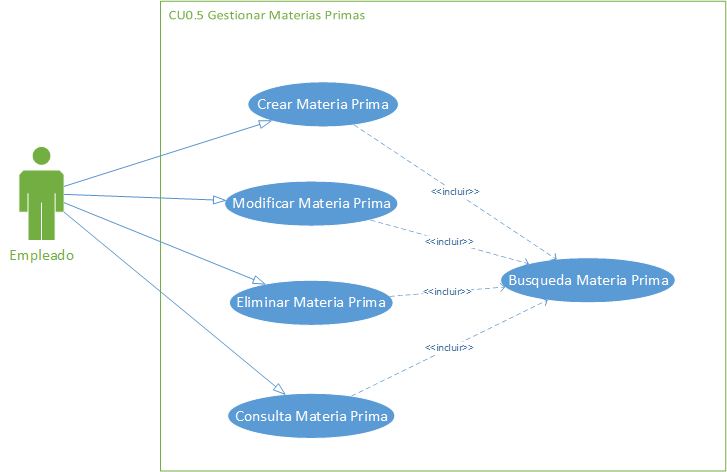 CU0.5 Gestionar Materias Primas
Crear Materia Prima
<<incluir>>
Modificar Materia Prima
<<incluir>>
Empleado
Busqueda Materia Prima
<<incluir>>
Eliminar Materia Prima
<<incluir>>
Consulta Materia Prima